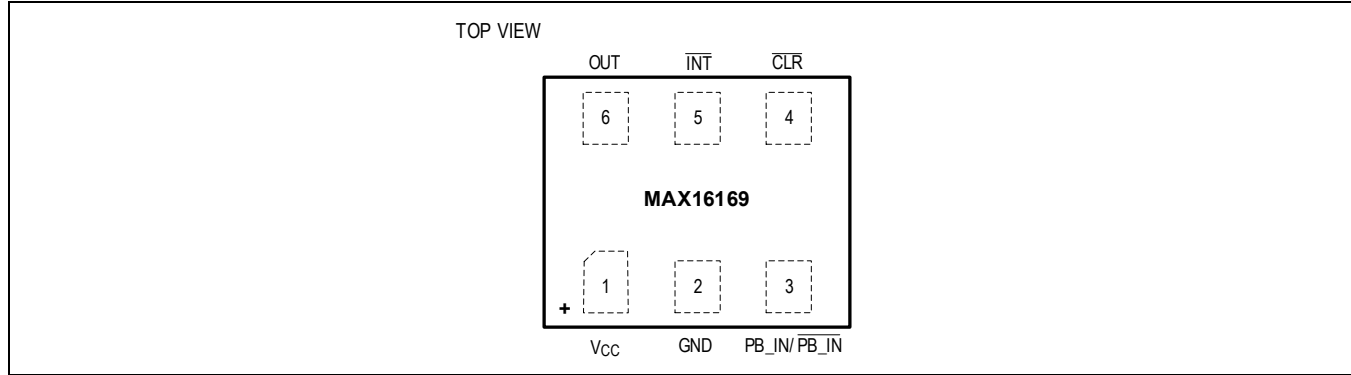 TOP VIEW
OUT INT CLR
6 5 4
MAX16169
1 2 3
+
VCC GND PB_IN/PB_IN